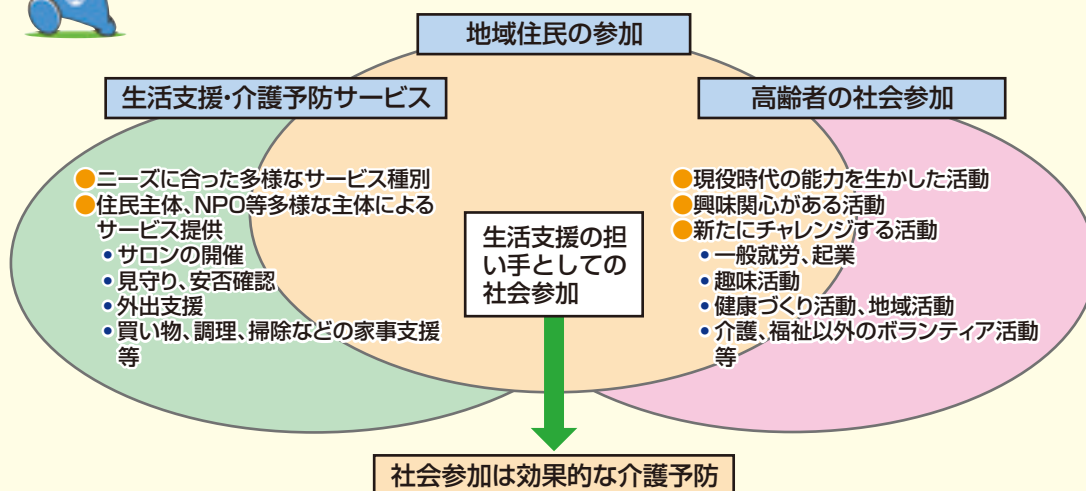 地域住民の参加
生活支援・介護予防サービス
高齢者の社会参加
●ニーズに合った多様なサービス種別
●住民主体、NPO等多様な主体による
サービス提供
•サロンの開催
•見守り、安否確認
•外出支援
•買い物、調理、掃除などの家事支援
等
生活支援の担
い手としての
社会参加
●現役時代の能力を生かした活動
●興味関心がある活動
●新たにチャレンジする活動
•一般就労、起業
•趣味活動
•健康づくり活動、地域活動
•介護、福祉以外のボランティア活動
等
社会参加は効果的な介護予防